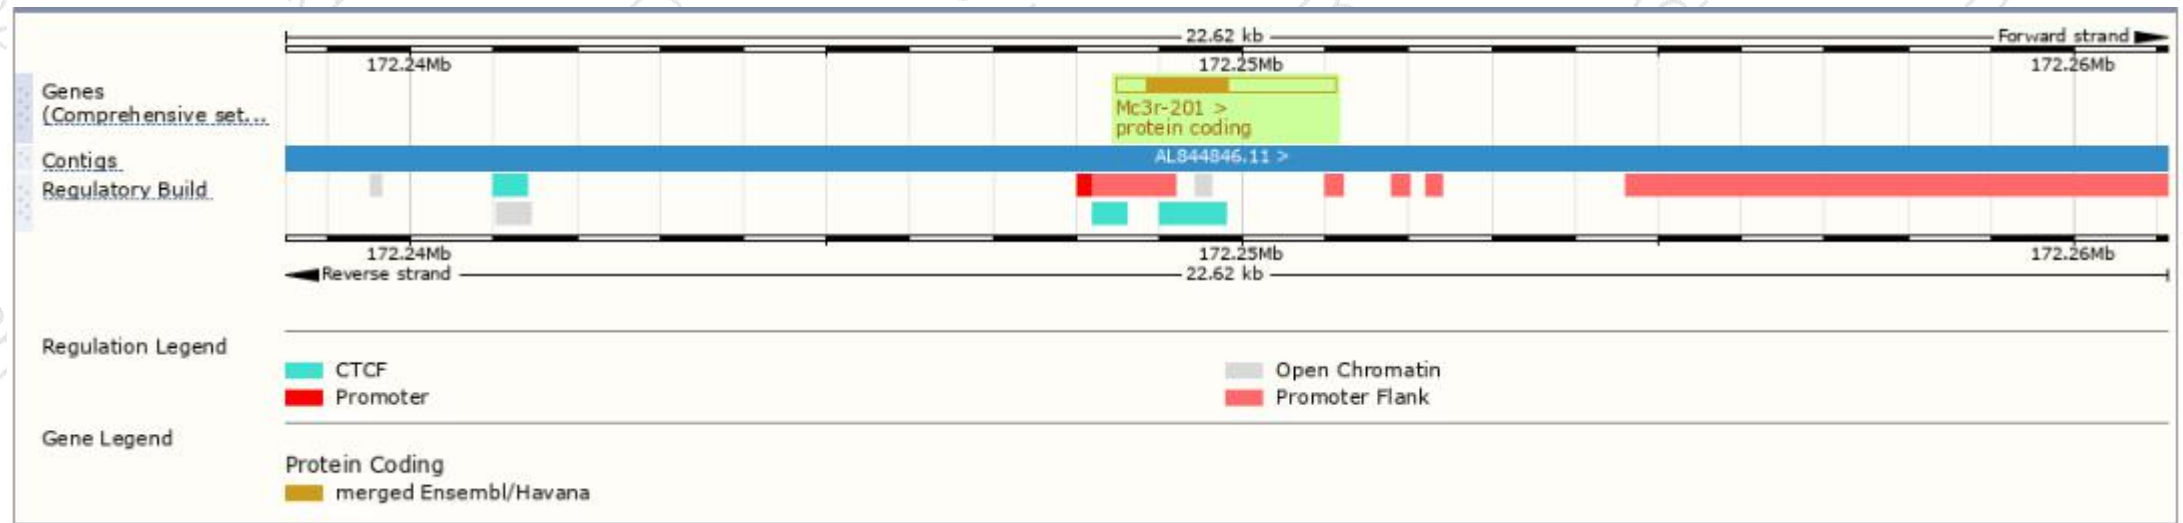 22.62 kb Forward strand
172.24Mb 172.25Mb 172.26Mb
Genes
(Comprehensive set...
Mc3r-201 >
protein coding
Contigs
AL844846.11 >
Regulatory Build
172.24Mb 172.25Mb 172.26Mb
Reverse strand 22.62 kb
Regulation Legend
CTCF Open Chromatin
Promoter Promoter Flank
Gene Legend
Protein Coding
merged Ensembl/Havana